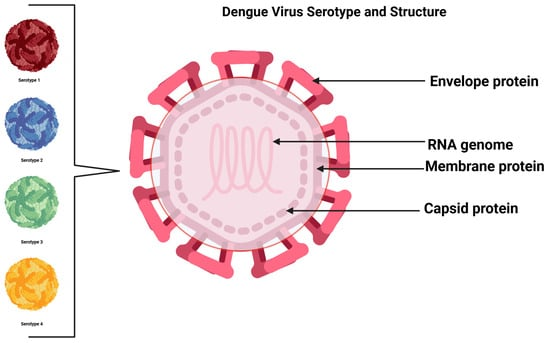 Dengue Virus Serotype and Structure
Serotype 1
Serotype 2
Serotype 3
Serotype 4
Envelope protein
RNA genome
Membrane protein
Capsid protein